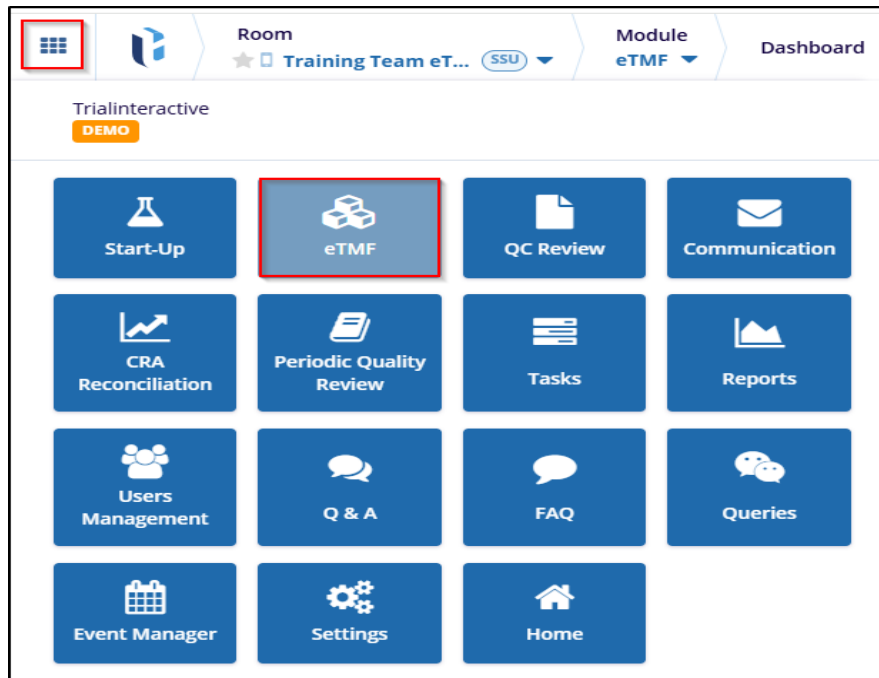 Room
Training Team eT... SSU
Module
eTMF
Dashboard
Trialinteractive
DEMO
Start-Up
eTMF
QC Review
Communication
CRA
Reconciliation
Periodic Quality
Review
Tasks
Reports
Users
Management
Q & A
FAQ
Queries
Event Manager
Settings
Home